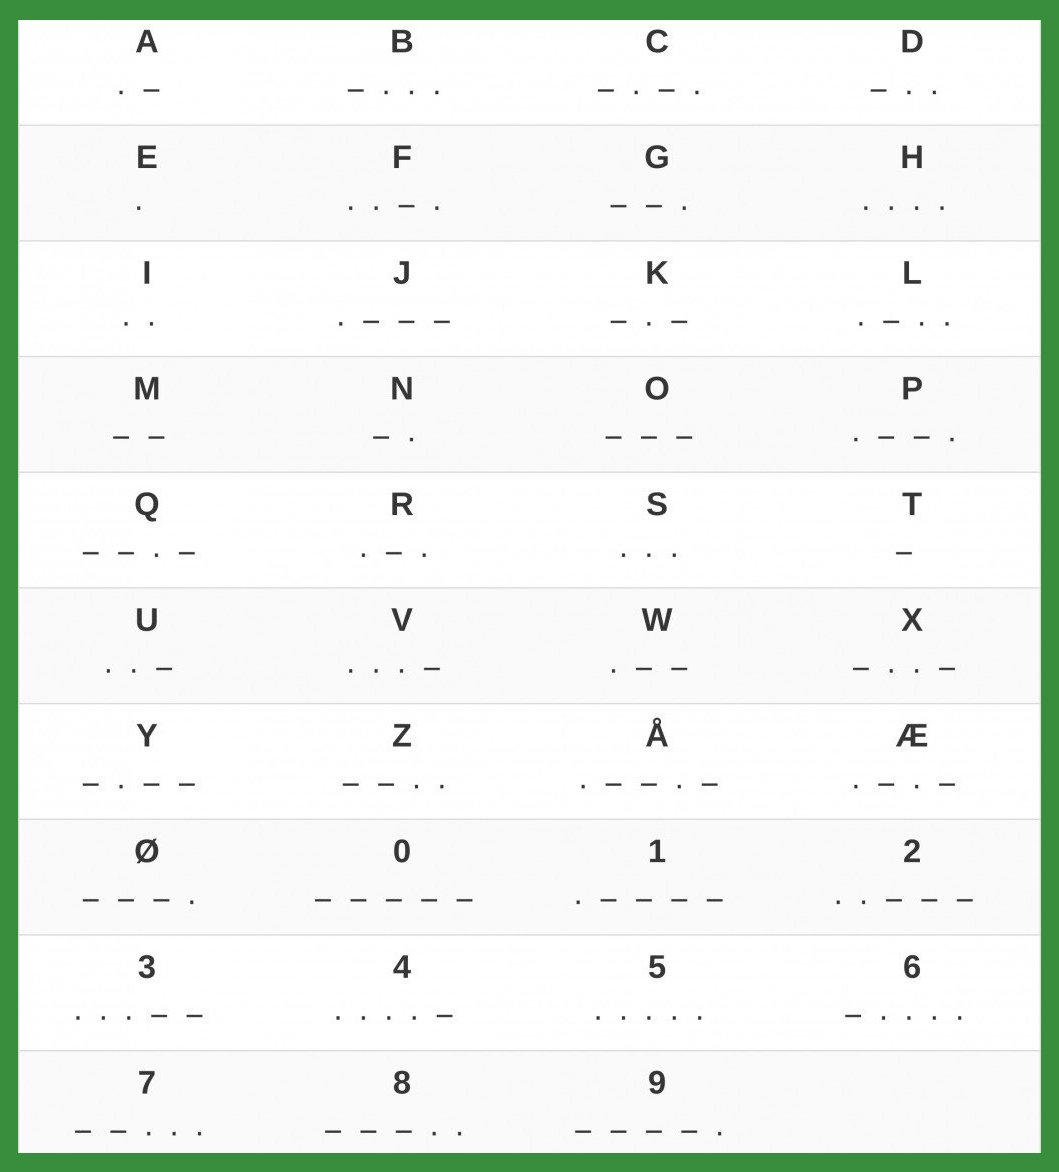 A B C D
. – – . . . – . – . – . .
E F G H
. . . – . – – . . . . .
I J K L
. . . – – – – . – . – . .
M N O P
– – – . – – – . – – .
Q R S T
– – . – . – . . . . –
U V W X
. . – . . . – . – – – . . –
Y Z Å Æ
– . – – – – . . . – – . – . – . –
Ø 0 1 2
– – – . – – – – – . – – – – . . – – –
3 4 5 6
. . . – – . . . . – . . . . . – . . . .
7 8 9
– – . . . – – – . . – – – – .